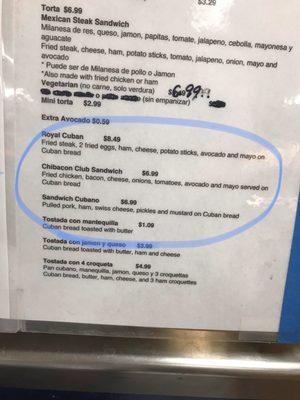 $3.29
Torta $6.99
Mexican Steak Sandwich
Milanesa de res, queso, jamon, papitas, tomate, jalapeno, cebolla, mayonesa y
aguacate
Fried steak, cheese, ham, potato sticks, tomato, jalapeno, onion, mayo and
avocado
* Puede ser de Milanesa de pollo o Jamon
*Also made with fried chicken or ham
Vegetarian (no carne, solo verdura) $6.99
(sin empanizar)
Mini torta $2.99
Extra Avocado $0.59
Royal Cuban $8.49
Fried steak, 2 fried eggs, ham, cheese, potato sticks, avocado and mayo on
Cuban bread
Chibacon Club Sandwich $6.99
Fried chicken, bacon, cheese, onions, tomatoes, avocado and mayo served on
Cuban bread
Sandwich Cubano $6.99
Pulled pork, ham, swiss cheese, pickles and mustard on Cuban bread
Tostada con mantequilla $1.09
Cuban bread toasted with butter
Tostada con jamon y queso $3.99
Cuban bread toasted with butter, ham and cheese
Tostada con 4 croqueta $4.99
Pan cubano, manequilla, jamon, queso y 3 croquettas
Cuban bread, butter, ham, cheese, and 3 ham croquettas